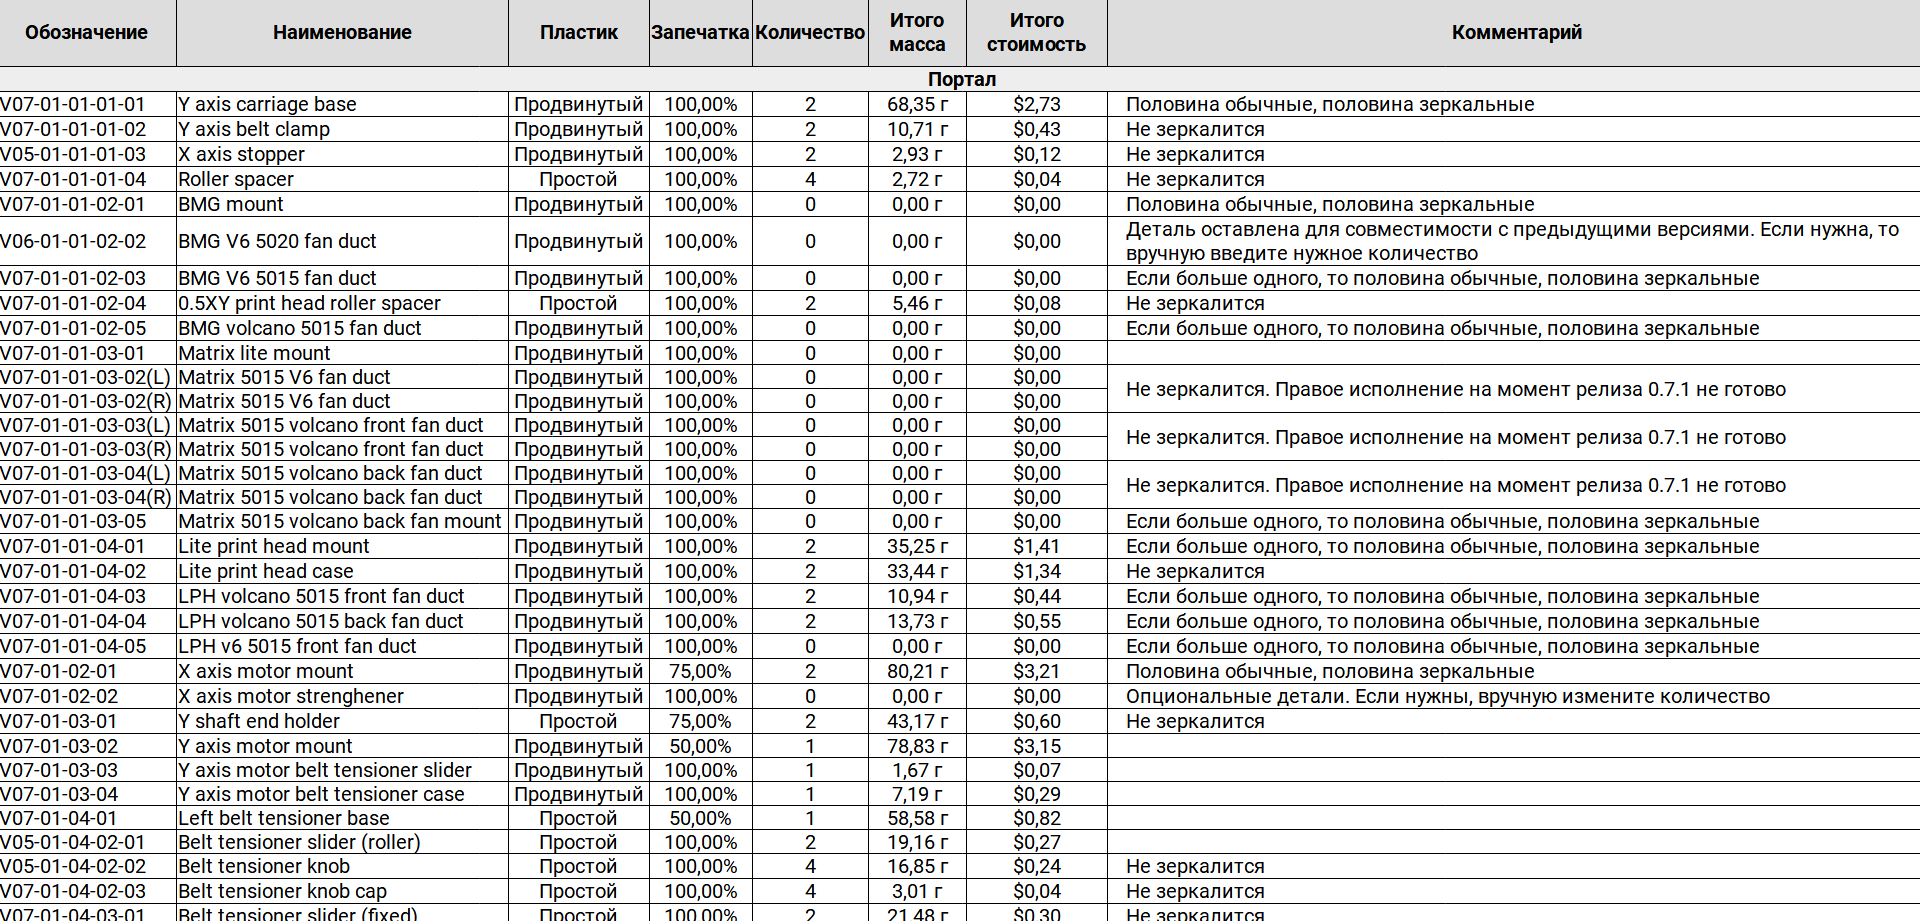 Обозначение Наименование Пластик Запечатка Количество Итого масса Итого стоимость Комментарий
Портал
V07-01-01-01-01 Y axis carriage base Продвинутый 100,00% 2 68,35 г $2,73 Половина обычные, половина зеркальные
V07-01-01-01-02 Y axis belt clamp Продвинутый 100,00% 2 10,71 г $0,43 Не зеркалится
V05-01-01-01-03 X axis stopper Продвинутый 100,00% 2 2,93 г $0,12 Не зеркалится
V07-01-01-01-04 Roller spacer Простой 100,00% 4 2,72 г $0,04 Не зеркалится
V07-01-01-02-01 BMG mount Продвинутый 100,00% 0 0,00 г $0,00 Половина обычные, половина зеркальные
V06-01-01-02-02 BMG V6 5020 fan duct Продвинутый 100,00% 0 0,00 г $0,00 Деталь оставлена для совместимости с предыдущими версиями. Если нужна, то
вручную введите нужное количество
V07-01-01-02-03 BMG V6 5015 fan duct Продвинутый 100,00% 0 0,00 г $0,00 Если больше одного, то половина обычные, половина зеркальные
V07-01-01-02-04 0.5XY print head roller spacer Простой 100,00% 2 5,46 г $0,08 Не зеркалится
V07-01-01-02-05 BMG volcano 5015 fan duct Продвинутый 100,00% 0 0,00 г $0,00 Если больше одного, то половина обычные, половина зеркальные
V07-01-01-03-01 Matrix lite mount Продвинутый 100,00% 0 0,00 г $0,00
V07-01-01-03-02(L) Matrix 5015 V6 fan duct Продвинутый 100,00% 0 0,00 г $0,00 Не зеркалится. Правое исполнение на момент релиза 0.7.1 не готово
V07-01-01-03-02(R) Matrix 5015 V6 fan duct Продвинутый 100,00% 0 0,00 г $0,00
V07-01-01-03-03(L) Matrix 5015 volcano front fan duct Продвинутый 100,00% 0 0,00 г $0,00 Не зеркалится. Правое исполнение на момент релиза 0.7.1 не готово
V07-01-01-03-03(R) Matrix 5015 volcano front fan duct Продвинутый 100,00% 0 0,00 г $0,00
V07-01-01-03-04(L) Matrix 5015 volcano back fan duct Продвинутый 100,00% 0 0,00 г $0,00 Не зеркалится. Правое исполнение на момент релиза 0.7.1 не готово
V07-01-01-03-04(R) Matrix 5015 volcano back fan duct Продвинутый 100,00% 0 0,00 г $0,00
V07-01-01-03-05 Matrix 5015 volcano back fan mount Продвинутый 100,00% 0 0,00 г $0,00 Если больше одного, то половина обычные, половина зеркальные
V07-01-01-04-01 Lite print head mount Продвинутый 100,00% 2 35,25 г $1,41 Если больше одного, то половина обычные, половина зеркальные
V07-01-01-04-02 Lite print head case Продвинутый 100,00% 2 33,44 г $1,34 Не зеркалится
V07-01-01-04-03 LPH volcano 5015 front fan duct Продвинутый 100,00% 2 10,94 г $0,44 Если больше одного, то половина обычные, половина зеркальные
V07-01-01-04-04 LPH volcano 5015 back fan duct Продвинутый 100,00% 2 13,73 г $0,55 Если больше одного, то половина обычные, половина зеркальные
V07-01-01-04-05 LPH v6 5015 front fan duct Продвинутый 100,00% 0 0,00 г $0,00 Если больше одного, то половина обычные, половина зеркальные
V07-01-02-01 X axis motor mount Продвинутый 75,00% 2 80,21 г $3,21 Половина обычные, половина зеркальные
V07-01-02-02 X axis motor strenghener Продвинутый 100,00% 0 0,00 г $0,00 Опциональные детали. Если нужны, вручную измените количество
V07-01-03-01 Y shaft end holder Простой 75,00% 2 43,17 г $0,60 Не зеркалится
V07-01-03-02 Y axis motor mount Продвинутый 50,00% 1 78,83 г $3,15
V07-01-03-03 Y axis motor belt tensioner slider Продвинутый 100,00% 1 1,67 г $0,07
V07-01-03-04 Y axis motor belt tensioner case Продвинутый 100,00% 1 7,19 г $0,29
V07-01-04-01 Left belt tensioner base Простой 50,00% 1 58,58 г $0,82
V05-01-04-02-01 Belt tensioner slider (roller) Простой 100,00% 2 19,16 г $0,27
V05-01-04-02-02 Belt tensioner knob Простой 100,00% 4 16,85 г $0,24 Не зеркалится
V07-01-04-02-03 Belt tensioner knob cap Простой 100,00% 4 3,01 г $0,04 Не зеркалится
V07-01-04-03-01 Belt tensioner slider (fixed) Простой 100,00% 2 21,48 г $0,30 Не зеркалится